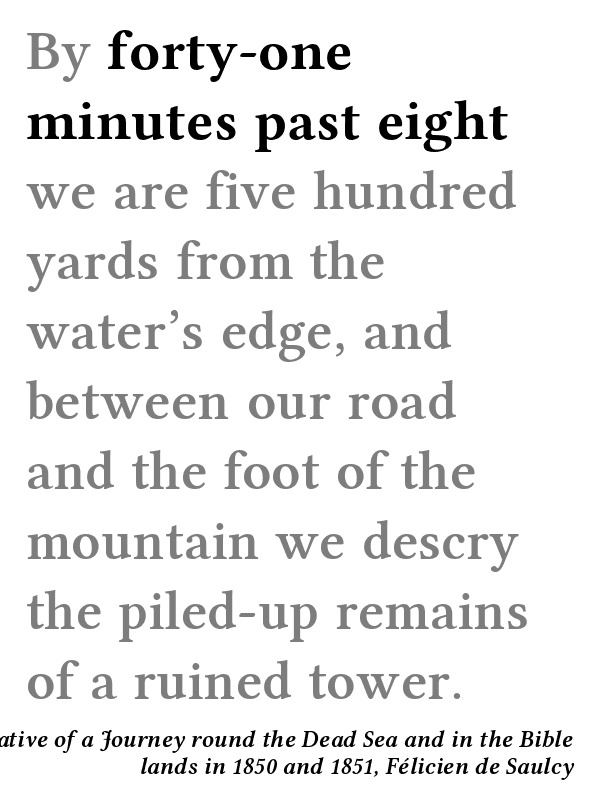 By forty-one
minutes past eight
we are five hundred
yards from the
water’s edge, and
between our road
and the foot of the
mountain we descry
the piled-up remains
of a ruined tower.
ative of a Journey round the Dead Sea and in the Bible
lands in 1850 and 1851, Félicien de Saulcy